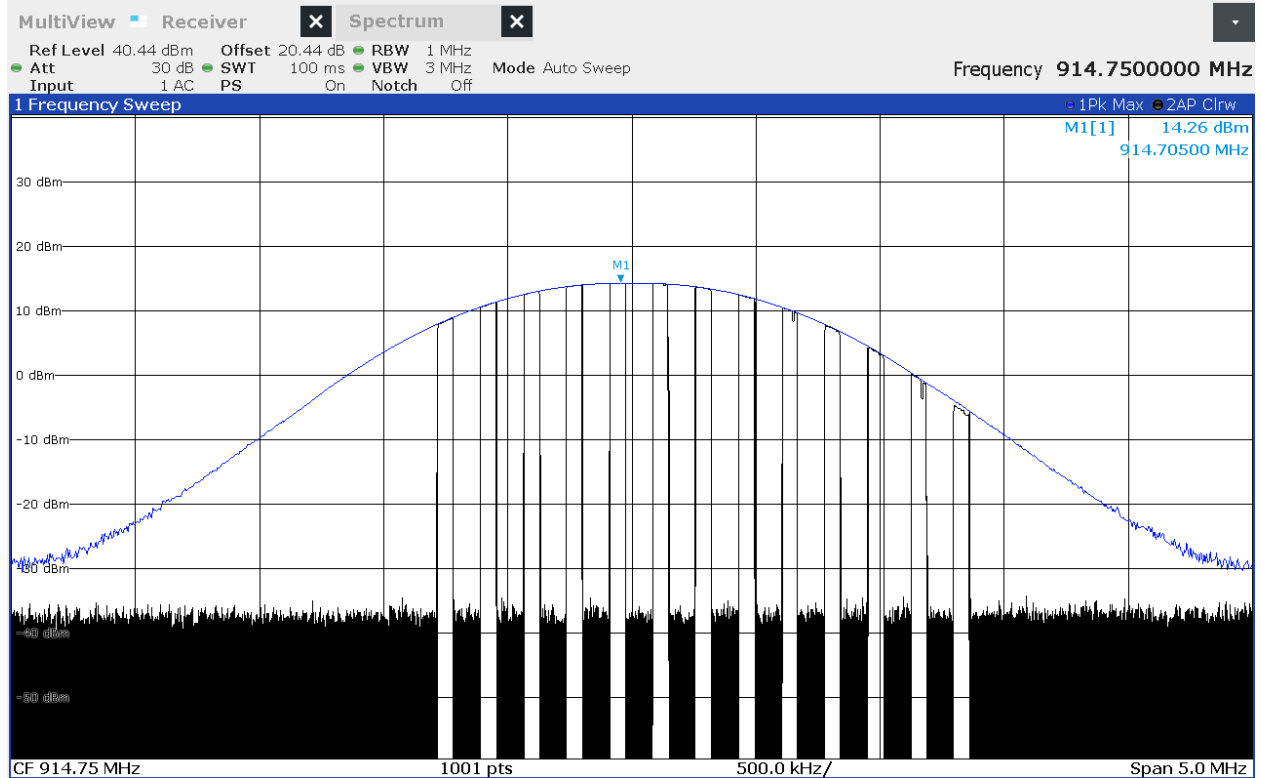 MultiView Receiver X Spectrum X
Ref Level 40.44 dBm Offset 20.44 dB RBW 1 MHz
Att 30 dB SWT 100 ms VBW 3 MHz Mode Auto Sweep Frequency 914.7500000 MHz
Input 1 AC PS On Notch Off
1 Frequency Sweep 1Pk Max 2AP Clrw
M1[1] 14.26 dBm
914.70500 MHz
30 dBm
20 dBm
M1
10 dBm
0 dBm
-10 dBm
-20 dBm
-30 dBm
-40 dBm
-50 dBm
CF 914.75 MHz 1001 pts 500.0 kHz/ Span 5.0 MHz